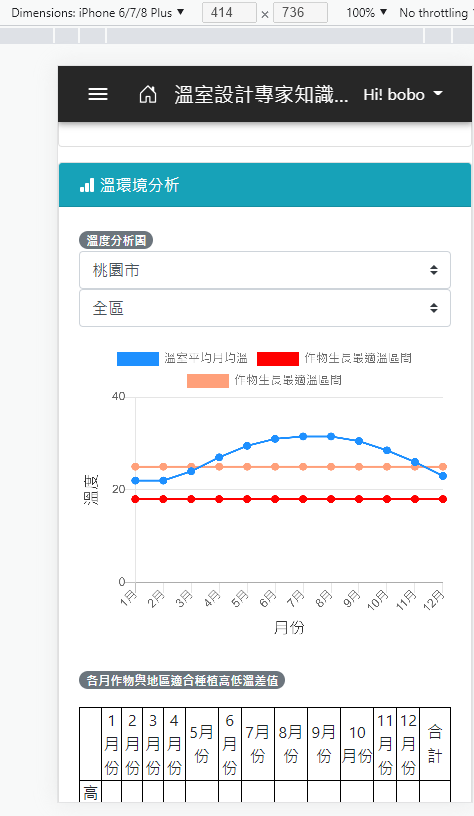 Dimensions: iPhone 6/7/8 Plus ▼ 414 × 736 100% ▼ No throttling
溫室設計專家知識... Hi! bobo
溫環境分析
溫度分析圖
桃園市
全區
溫室平均月均溫 作物生長最適溫區間
作物生長最適溫區間
40
20
0
溫度
1月 2月 3月 4月 5月 6月 7月 8月 9月 10月 11月 12月
月份
各月作物與地區適合種植高低溫差值
1月份 2月份 3月份 4月份 5月份 6月份 7月份 8月份 9月份 10月份 11月份 12月份 合計
高